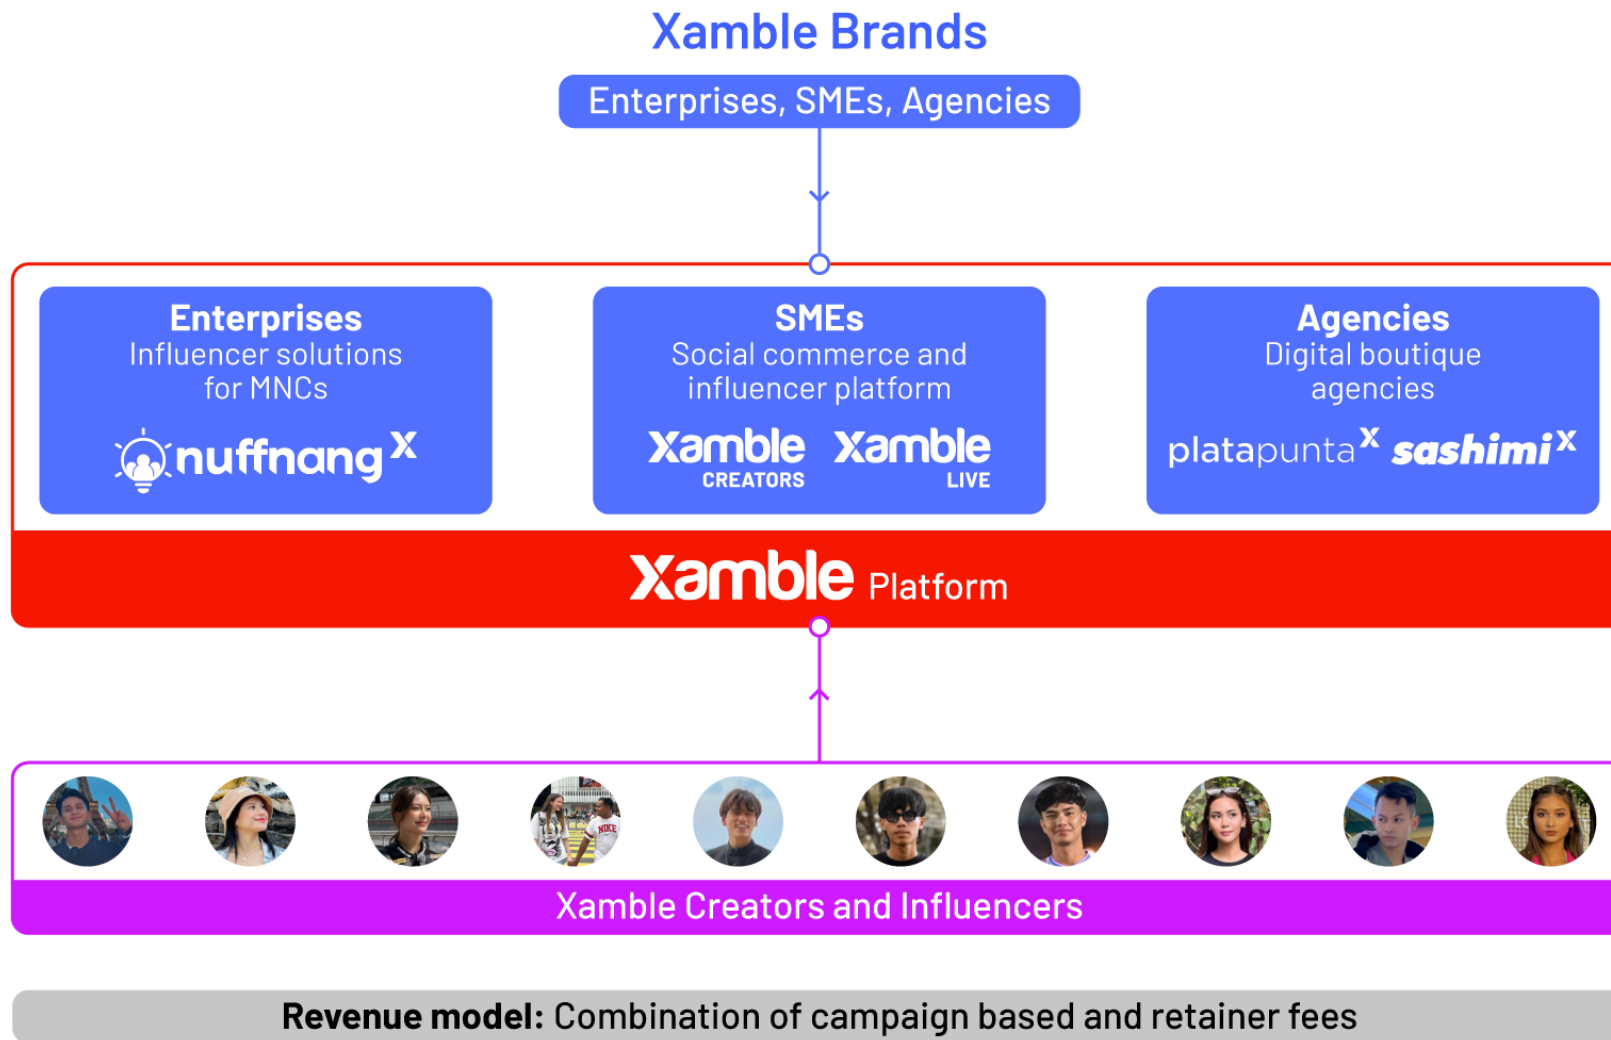 Xamble Brands
Enterprises, SMEs, Agencies
Enterprises
Influencer solutions
for MNCs
nuffnang X
SMEs
Social commerce and
influencer platform
xamble CREATORS
xamble LIVE
Agencies
Digital boutique
agencies
platapunta X sashimi X
xamble Platform
NIKE
Xamble Creators and Influencers
Revenue model: Combination of campaign based and retainer fees